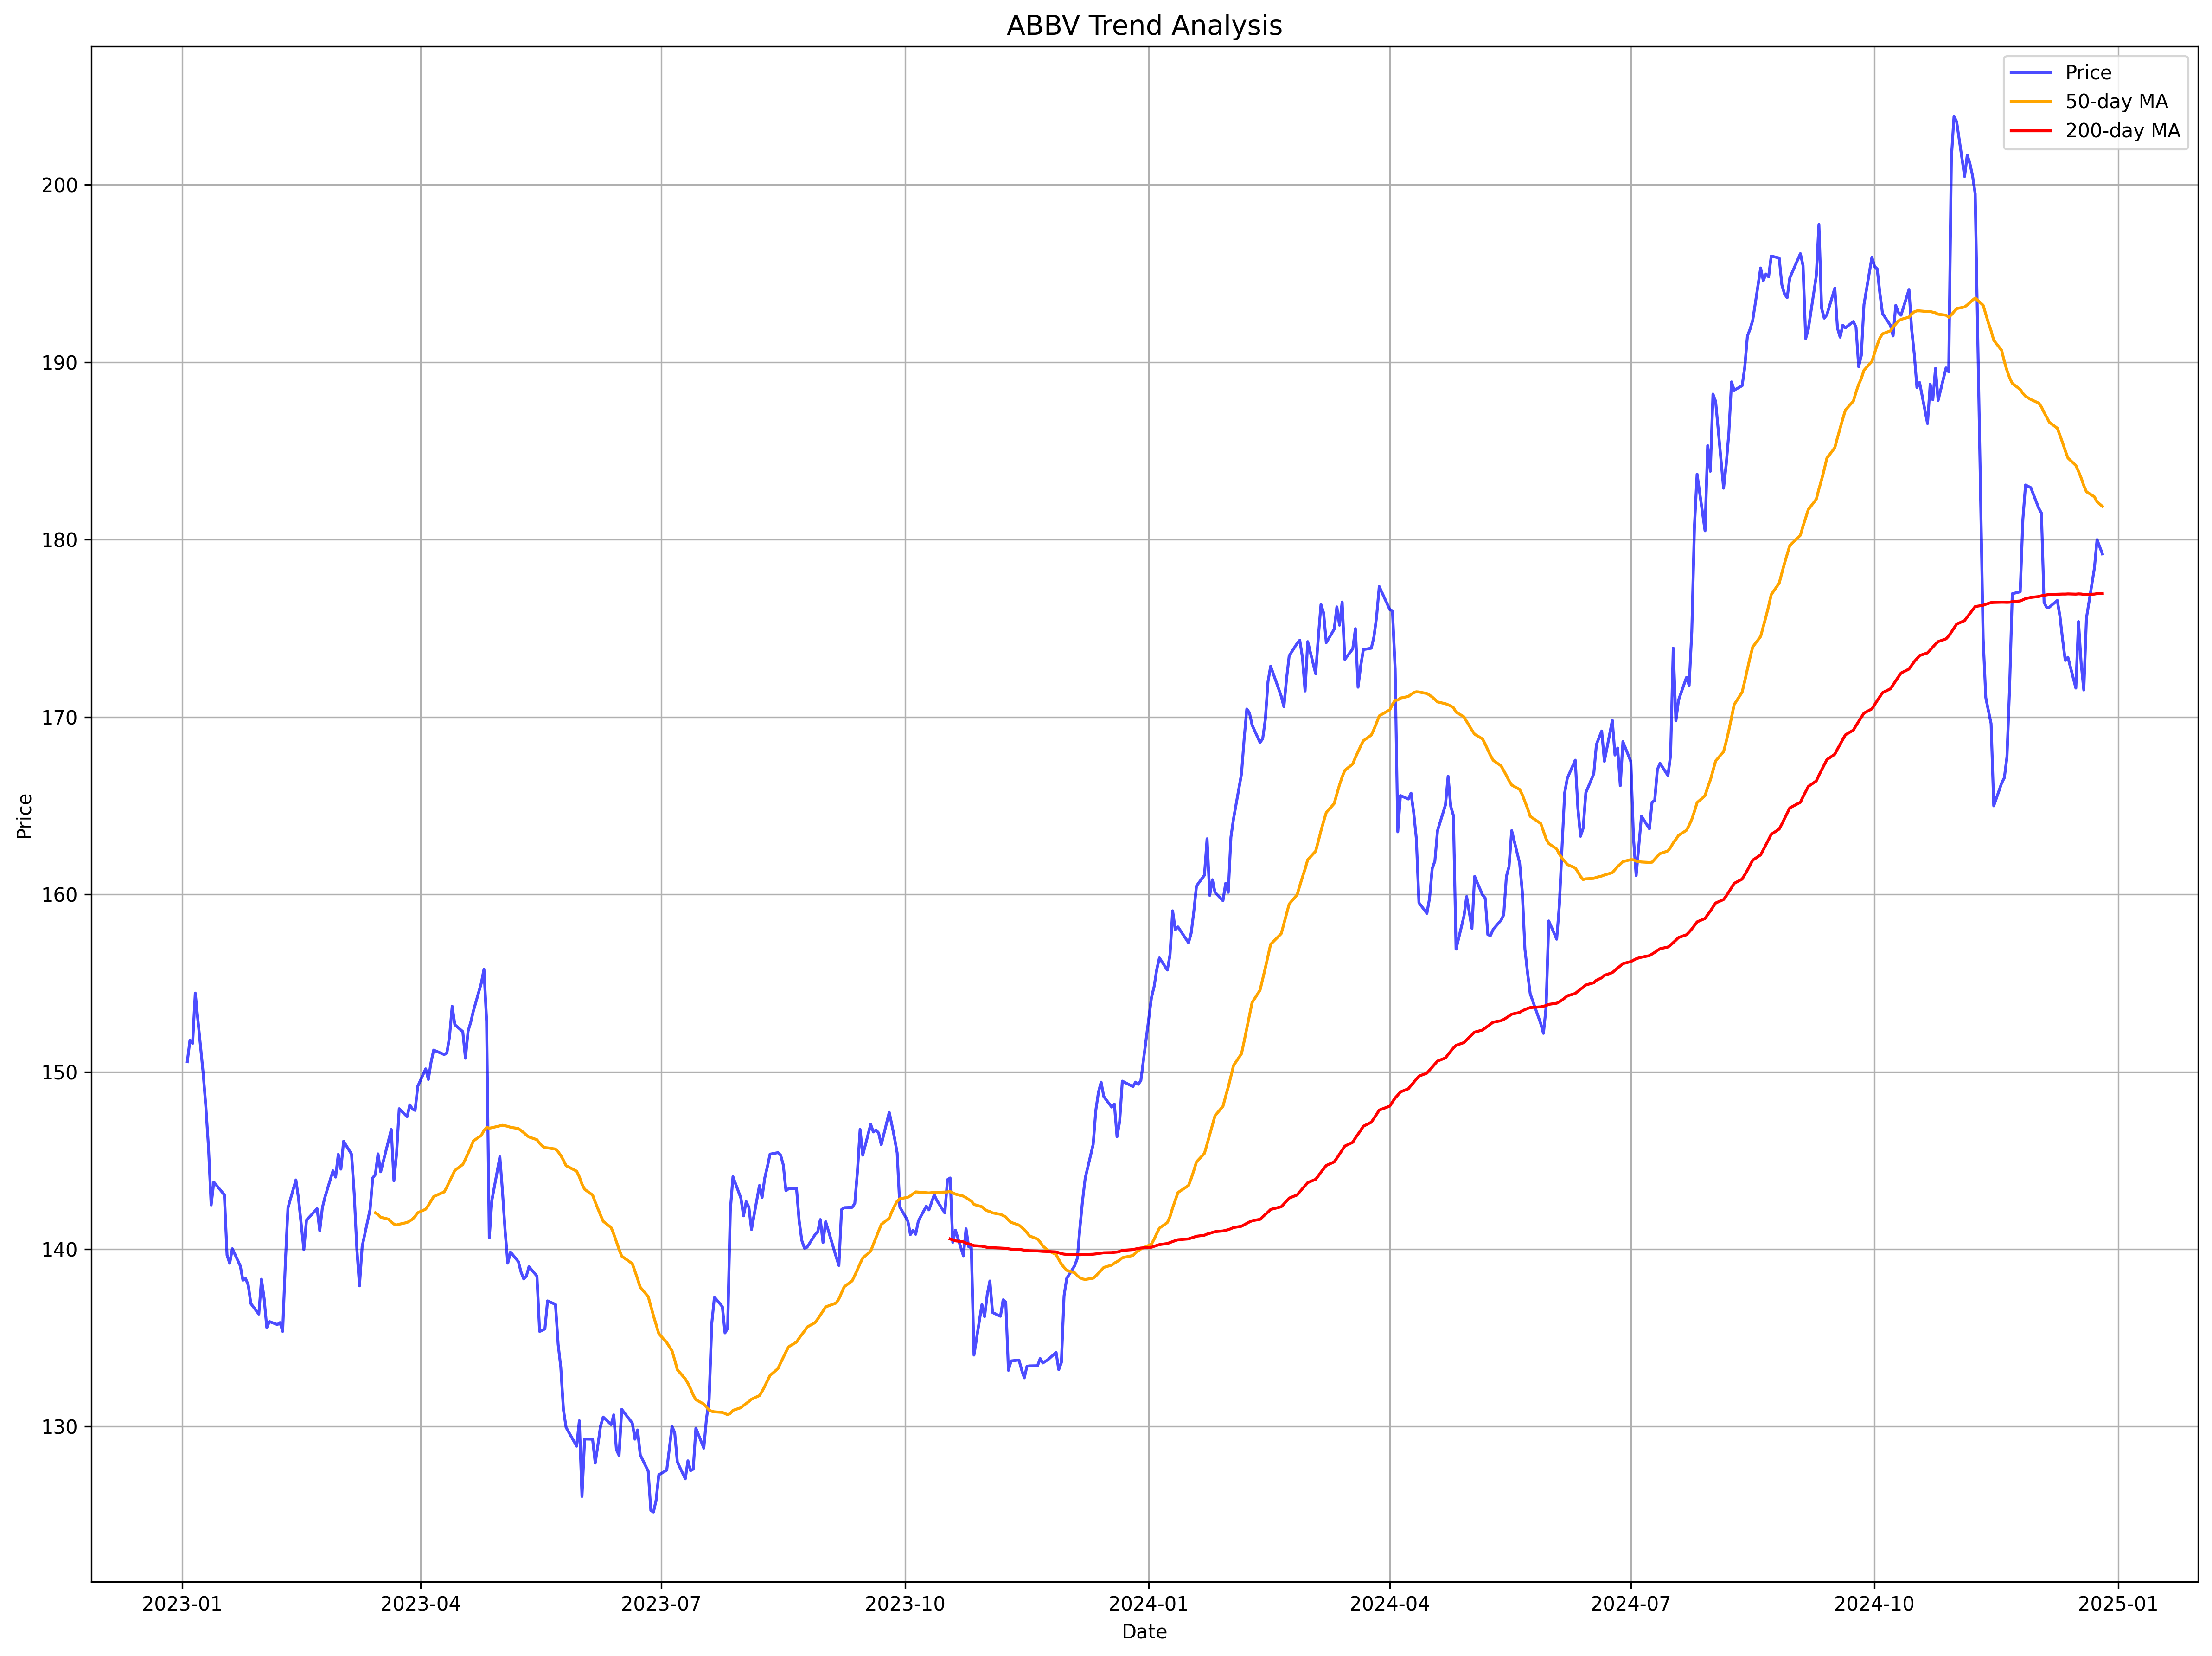 ABBV Trend Analysis
Price
50-day MA
200-day MA
200
190
180
170
160
150
140
130
Price
2023-01
2023-04
2023-07
2023-10
2024-01
2024-04
2024-07
2024-10
2025-01
Date